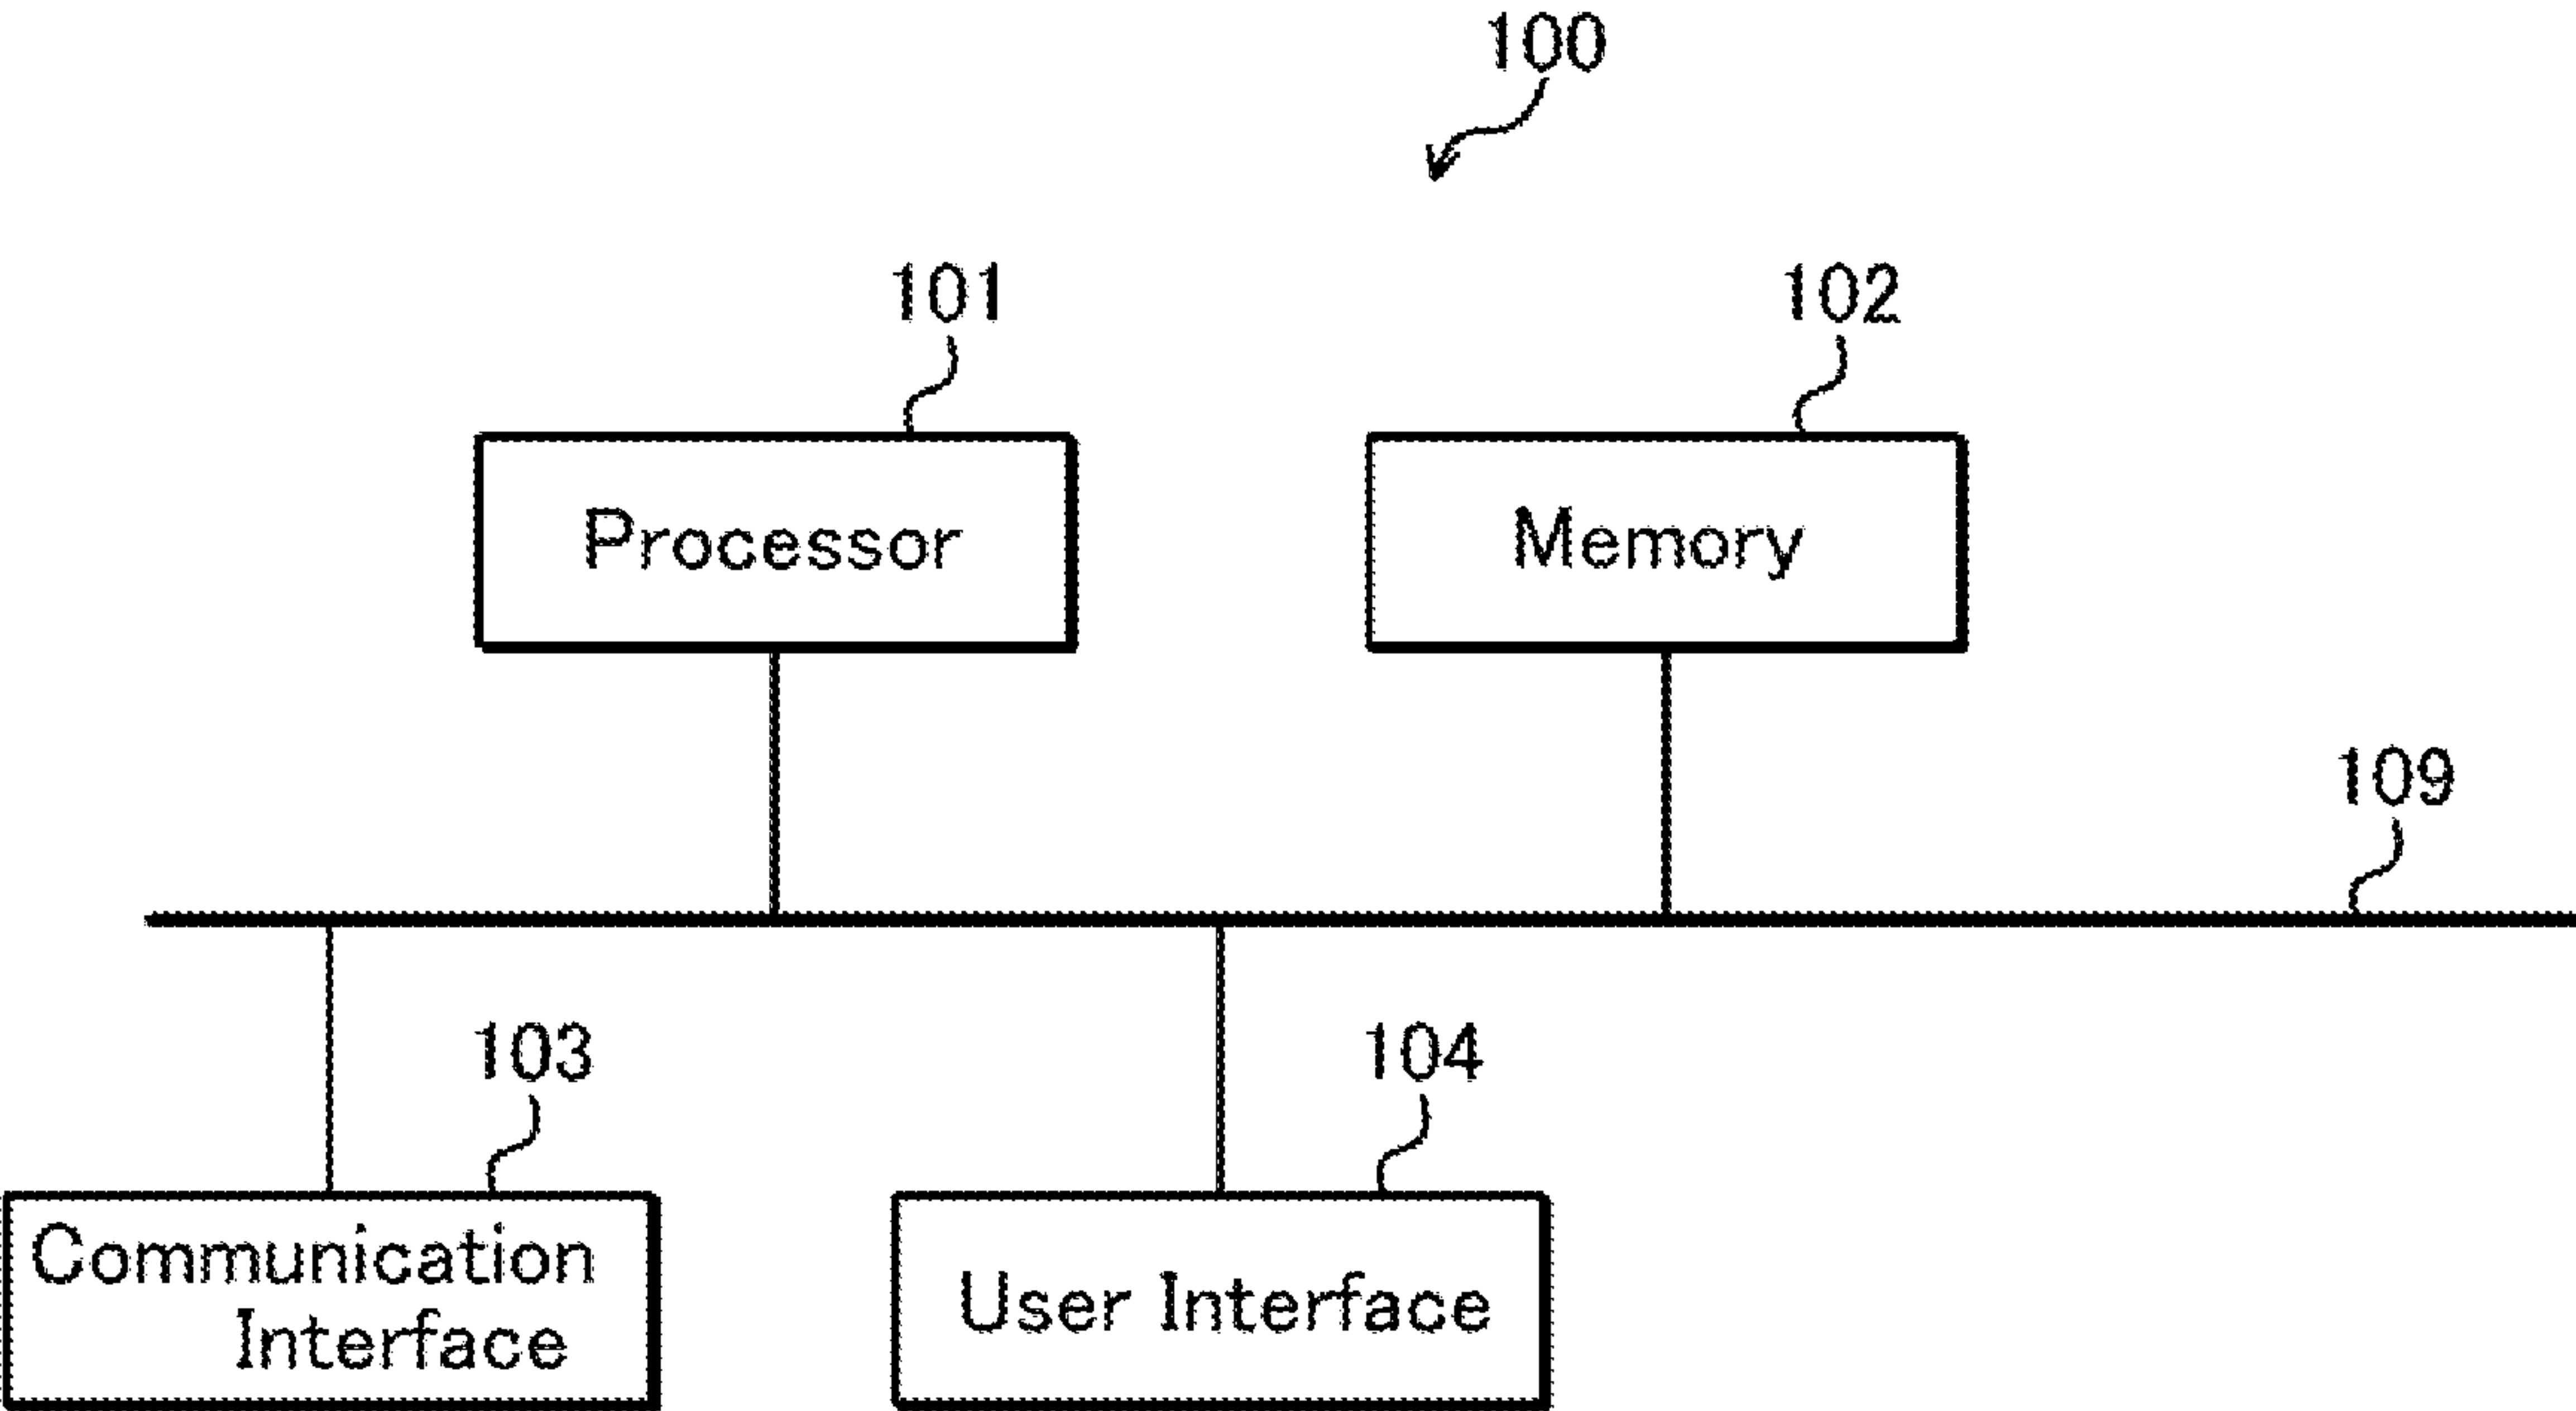 100
101
102
Processor
Memory
109
103
104
Communication
Interface
User Interface